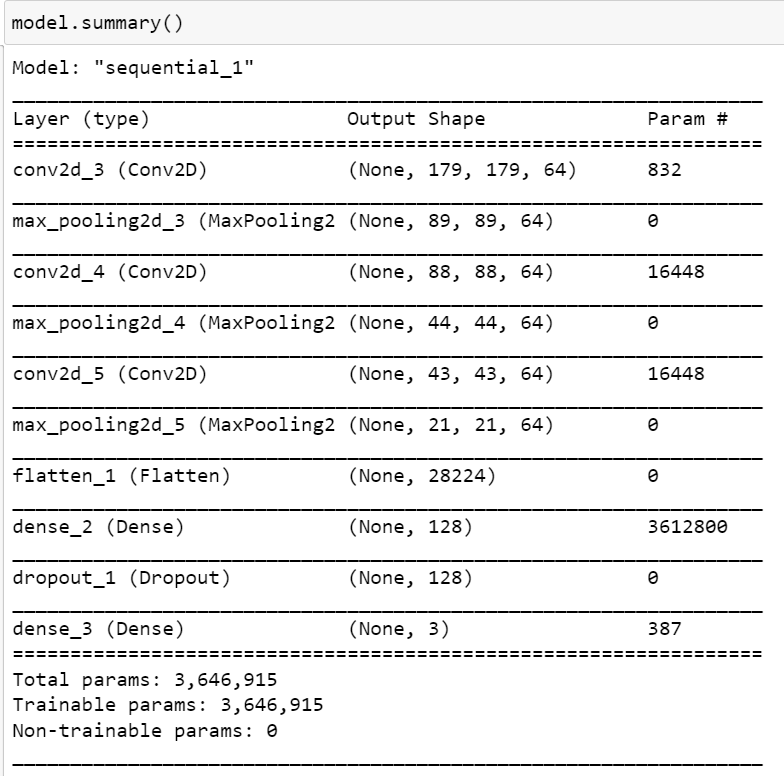 model.summary()
Model: "sequential_1"
_________________________________________________________________
Layer (type)                 Output Shape              Param #
=================================================================
conv2d_3 (Conv2D)            (None, 179, 179, 64)      832
_________________________________________________________________
max_pooling2d_3 (MaxPooling2 (None, 89, 89, 64)        0
_________________________________________________________________
conv2d_4 (Conv2D)            (None, 88, 88, 64)        16448
_________________________________________________________________
max_pooling2d_4 (MaxPooling2 (None, 44, 44, 64)        0
_________________________________________________________________
conv2d_5 (Conv2D)            (None, 43, 43, 64)        16448
_________________________________________________________________
max_pooling2d_5 (MaxPooling2 (None, 21, 21, 64)        0
_________________________________________________________________
flatten_1 (Flatten)          (None, 28224)             0
_________________________________________________________________
dense_2 (Dense)              (None, 128)               3612800
_________________________________________________________________
dropout_1 (Dropout)          (None, 128)               0
_________________________________________________________________
dense_3 (Dense)              (None, 3)                 387
=================================================================
Total params: 3,646,915
Trainable params: 3,646,915
Non-trainable params: 0
_________________________________________________________________